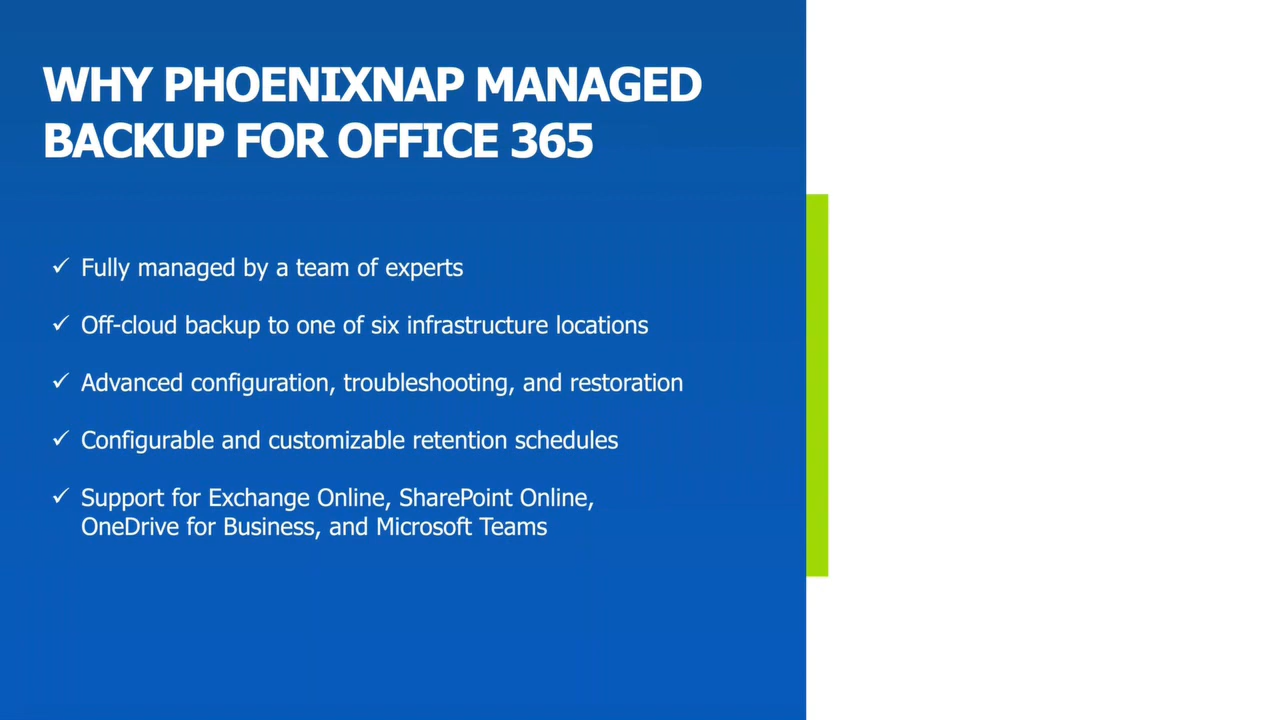 WHY PHOENIXNAP MANAGED
BACKUP FOR OFFICE 365
✓ Fully managed by a team of experts
✓ Off-cloud backup to one of six infrastructure locations
✓ Advanced configuration, troubleshooting, and restoration
✓ Configurable and customizable retention schedules
✓ Support for Exchange Online, SharePoint Online,
OneDrive for Business, and Microsoft Teams